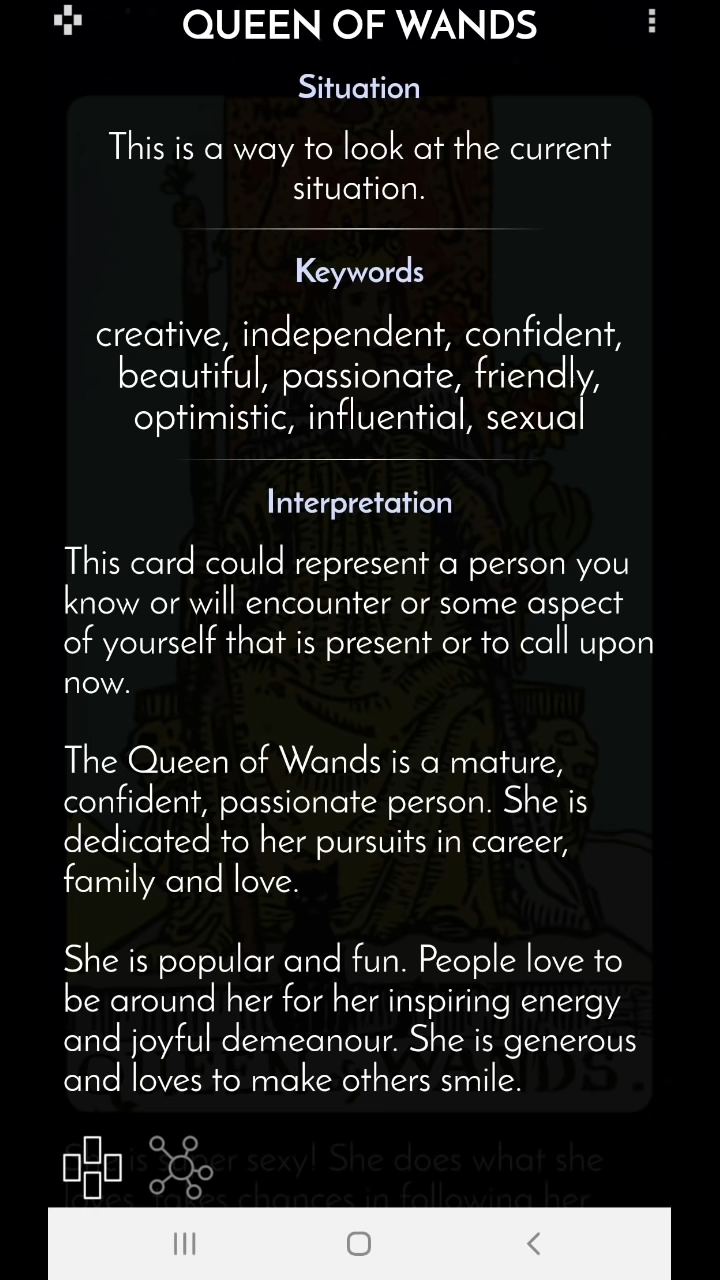 QUEEN OF WANDS
Situation
This is a way to look at the current
situation.
Keywords
creative, independent, confident,
beautiful, passionate, friendly,
optimistic, influential, sexual
Interpretation
This card could represent a person you
know or will encounter or some aspect
of yourself that is present or to call upon
now.
The Queen of Wands is a mature,
confident, passionate person. She is
dedicated to her pursuits in career,
family and love.
She is popular and fun. People love to
be around her for her inspiring energy
and joyful demeanour. She is generous
and loves to make others smile.
She is super sexy! She does what she
loves. Takes chances in following her